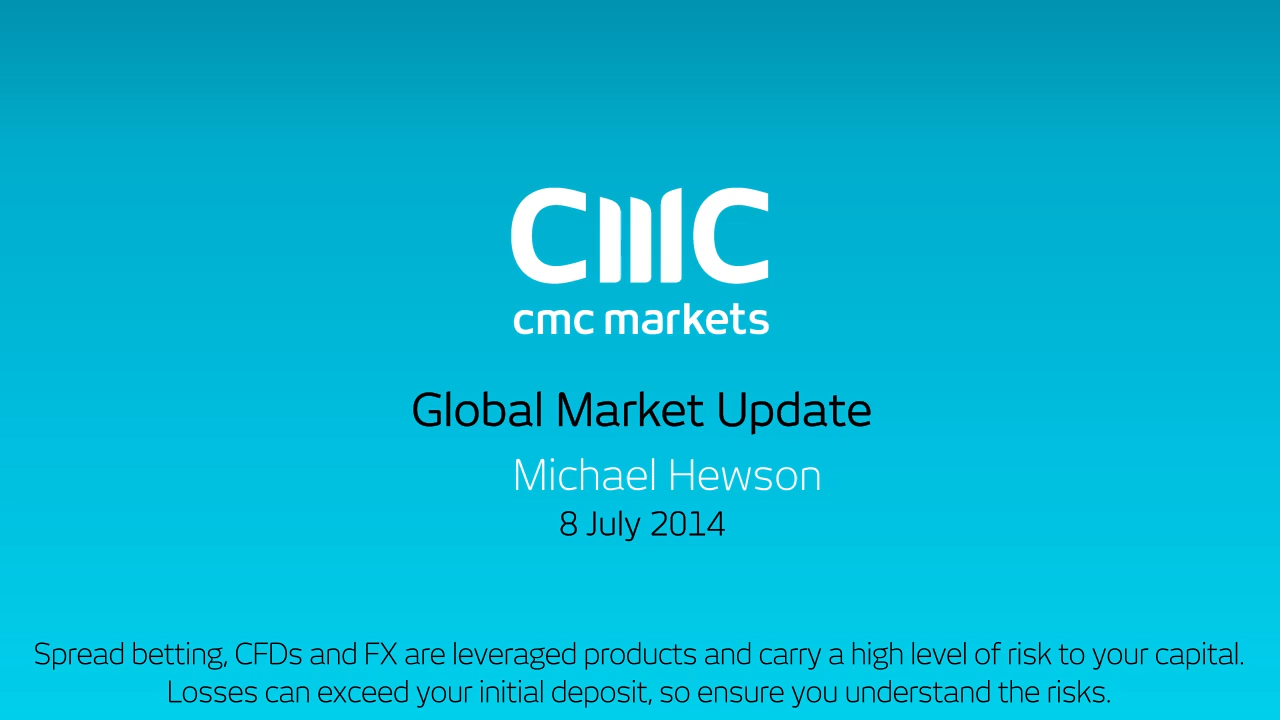 CMC
cmc markets
Global Market Update
Michael Hewson
8 July 2014
Spread betting, CFDs and FX are leveraged products and carry a high level of risk to your capital.
Losses can exceed your initial deposit, so ensure you understand the risks.